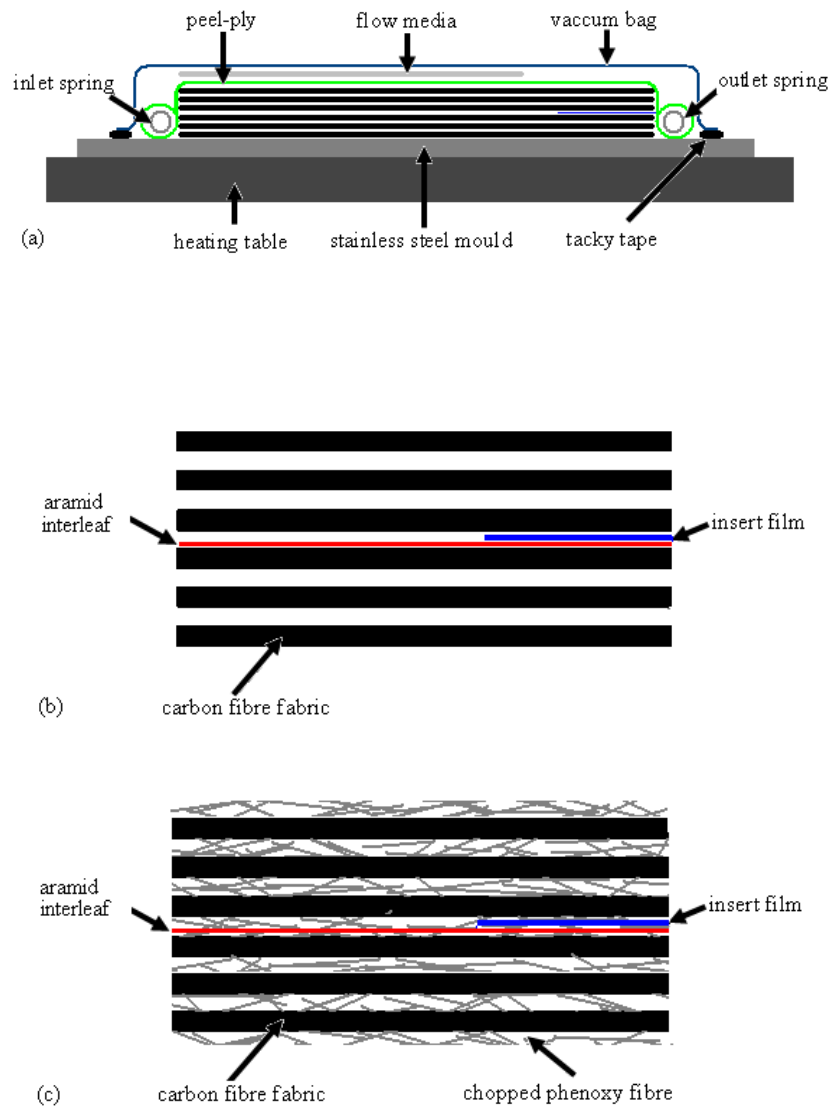 peel-ply
flow media
vaccum bag
inlet spring
outlet spring
(a)
heating table
stainless steel mould
tacky tape
aramid
interleaf
insert film
(b)
carbon fibre fabric
aramid
interleaf
insert film
(c)
carbon fibre fabric
chopped phenoxy fibre